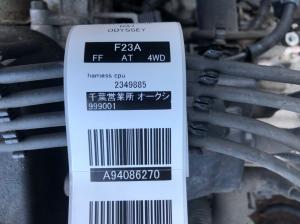 ODYSSEY
F23A
FF AT 4WD
harness cpu
2349885
千葉営業所 オークシ
999001
A94086270